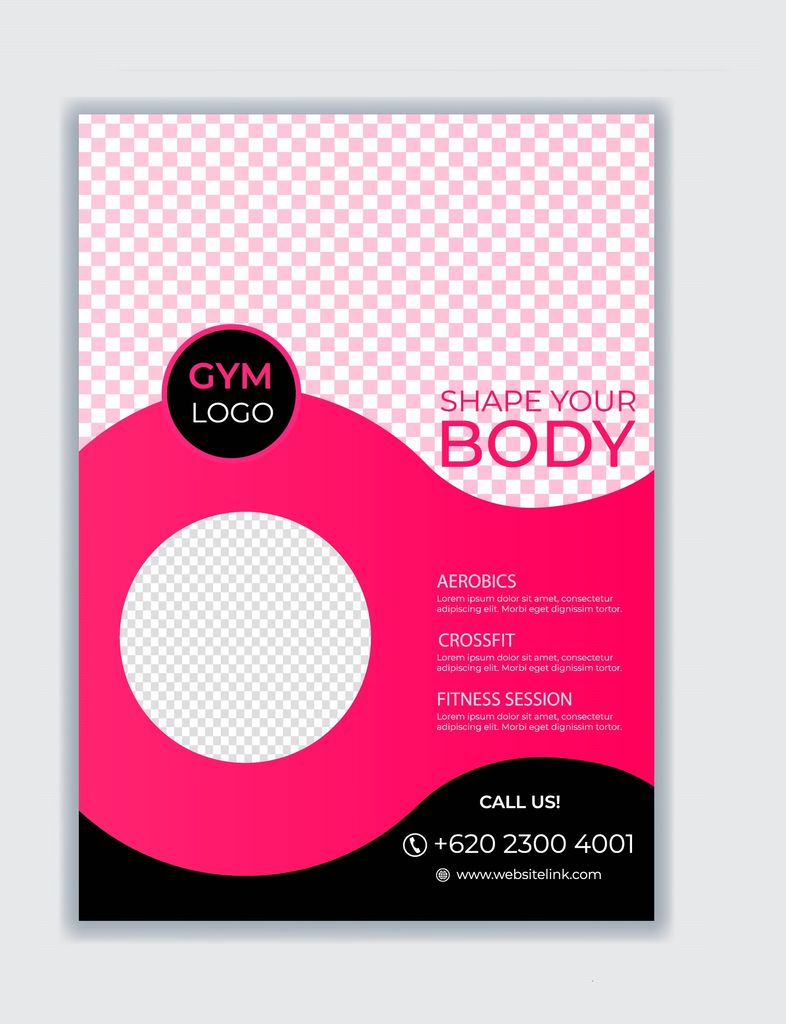 GYM
LOGO
SHAPE YOUR
BODY
AEROBICS
Lorem ipsum dolor sit amet, consectetur
adipiscing elit. Morbi eget dignissim tortor.
CROSSFIT
Lorem ipsum dolor sit amet, consectetur
adipiscing elit. Morbi eget dignissim tortor.
FITNESS SESSION
Lorem ipsum dolor sit amet, consectetur
adipiscing elit. Morbi eget dignissim tortor.
CALL US!
+620 2300 4001
www.websitelink.com